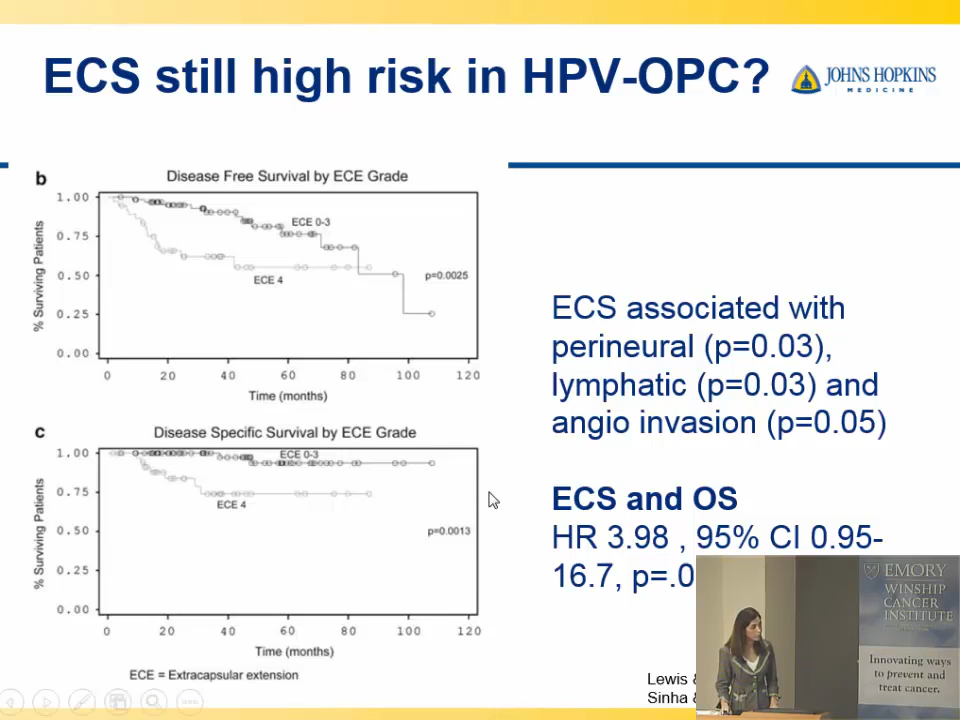 ECS still high risk in HPV-OPC?
JOHNS HOPKINS
MEDICINE
b
Disease Free Survival by ECE Grade
% Surviving Patients
1.00
0.75
0.50
0.25
0.00
ECE 0-3
ECE 4
p=0.0025
0 20 40 60 80 100 120
Time (months)
c
Disease Specific Survival by ECE Grade
% Surviving Patients
1.00
0.75
0.50
0.25
0.00
ECE 0-3
ECE 4
p=0.0013
0 20 40 60 80 100 120
Time (months)
ECE = Extracapsular extension
ECS associated with
perineural (p=0.03),
lymphatic (p=0.03) and
angio invasion (p=0.05)
ECS and OS
HR 3.98 , 95% CI 0.95-
16.7, p=.0
Lewis
Sinha
EMORY
WINSHIP
CANCER
INSTITUTE
Innovating ways
to prevent and
treat cancer.